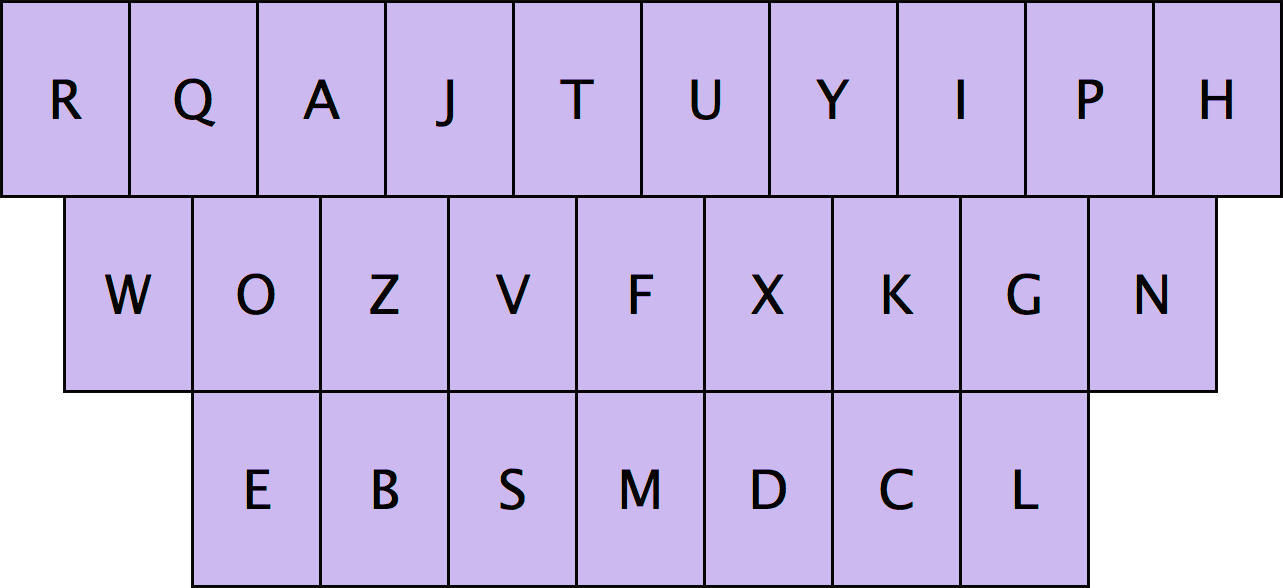 R Q A J T U Y I P H
W O Z V F X K G N
E B S M D C L